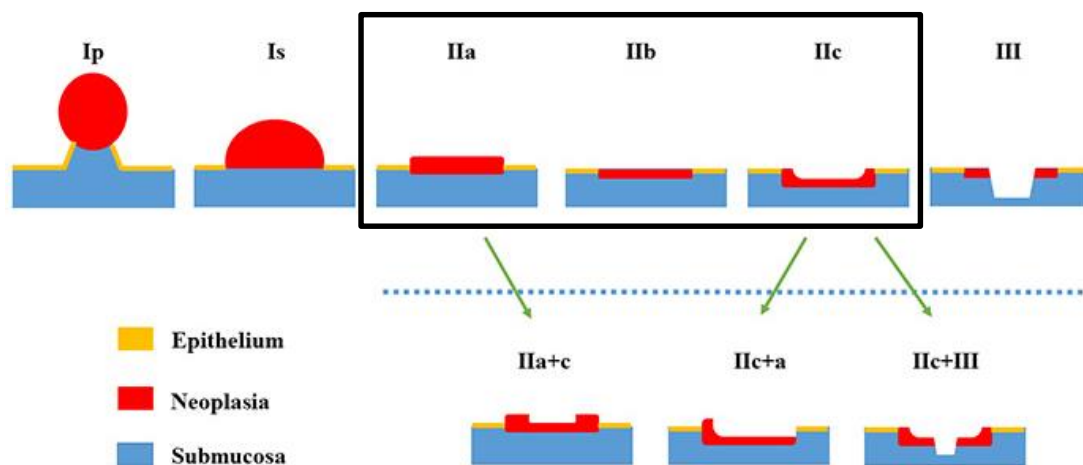 Ip Is IIa IIb IIc III
IIa+c IIc+a IIc+III
Epithelium
Neoplasia
Submucosa